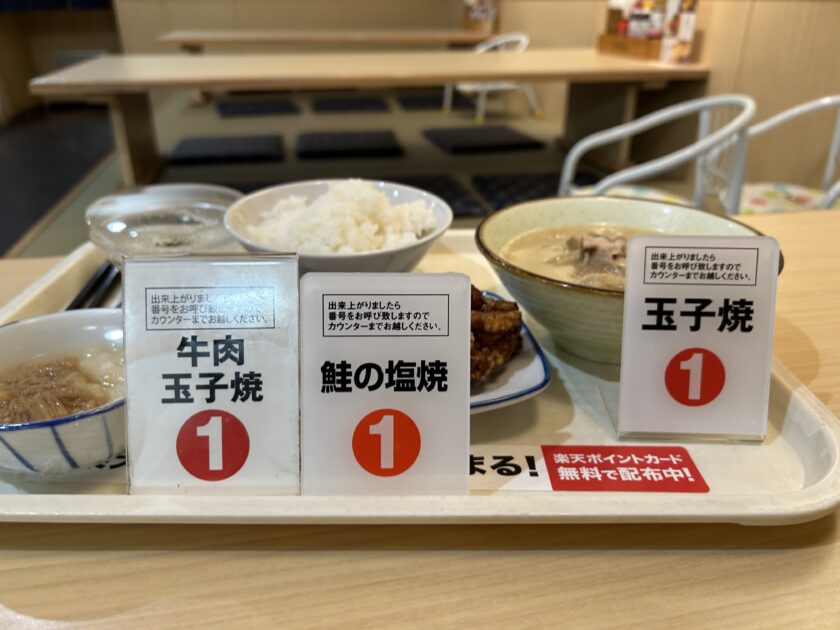 出来上がりましたら
番号をお呼び致しますので
カウンターまでお越しください。
牛肉
玉子焼
1
出来上がりましたら
番号をお呼び致しますので
カウンターまでお越しください。
鮭の塩焼
1
出来上がりましたら
番号をお呼び致しますので
カウンターまでお越しください。
玉子焼
1
まる!
楽天ポイントカード
無料で配布中!